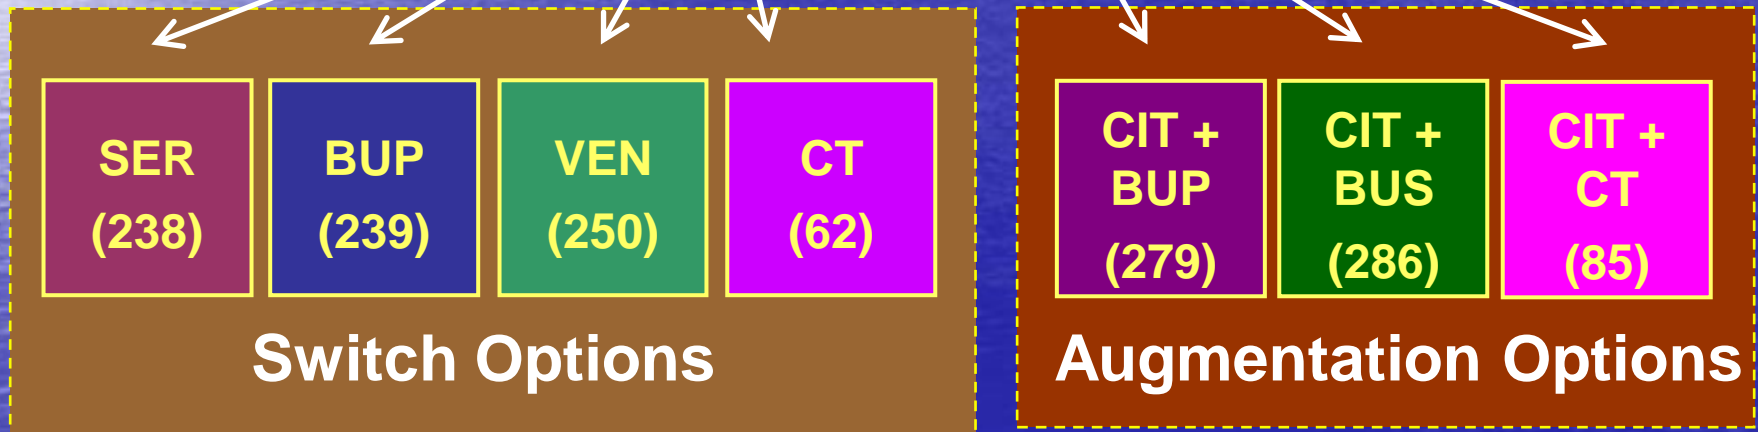 SER
(238)
BUP
(239)
VEN
(250)
CT
(62)
Switch Options
CIT +
BUP
(279)
CIT +
BUS
(286)
CIT +
CT
(85)
Augmentation Options